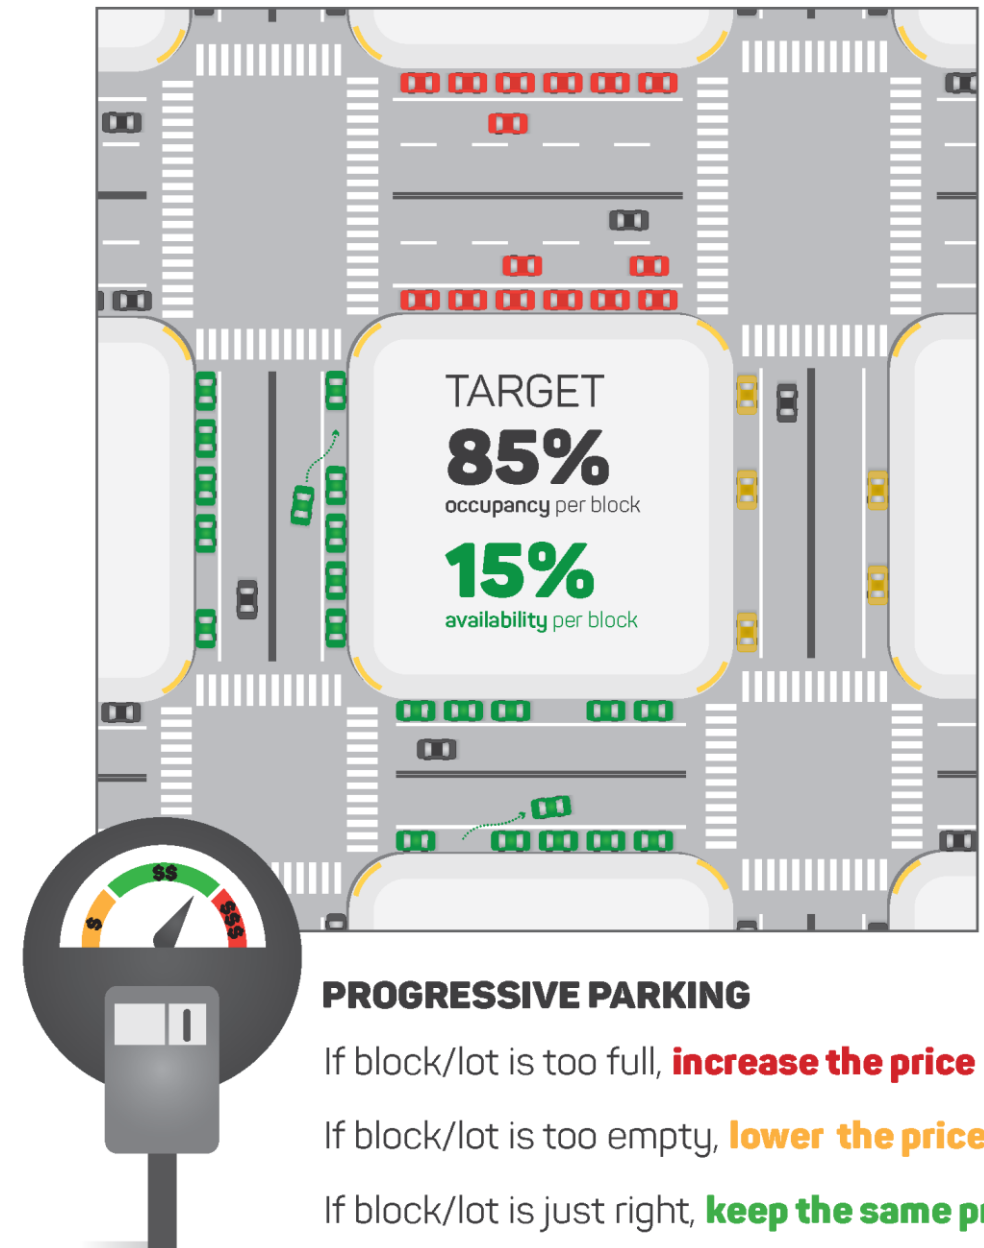 TARGET
85%
occupancy per block
15%
availability per block
$
$$
$$$
PROGRESSIVE PARKING
If block/lot is too full, increase the price
If block/lot is too empty, lower the price
If block/lot is just right, keep the same